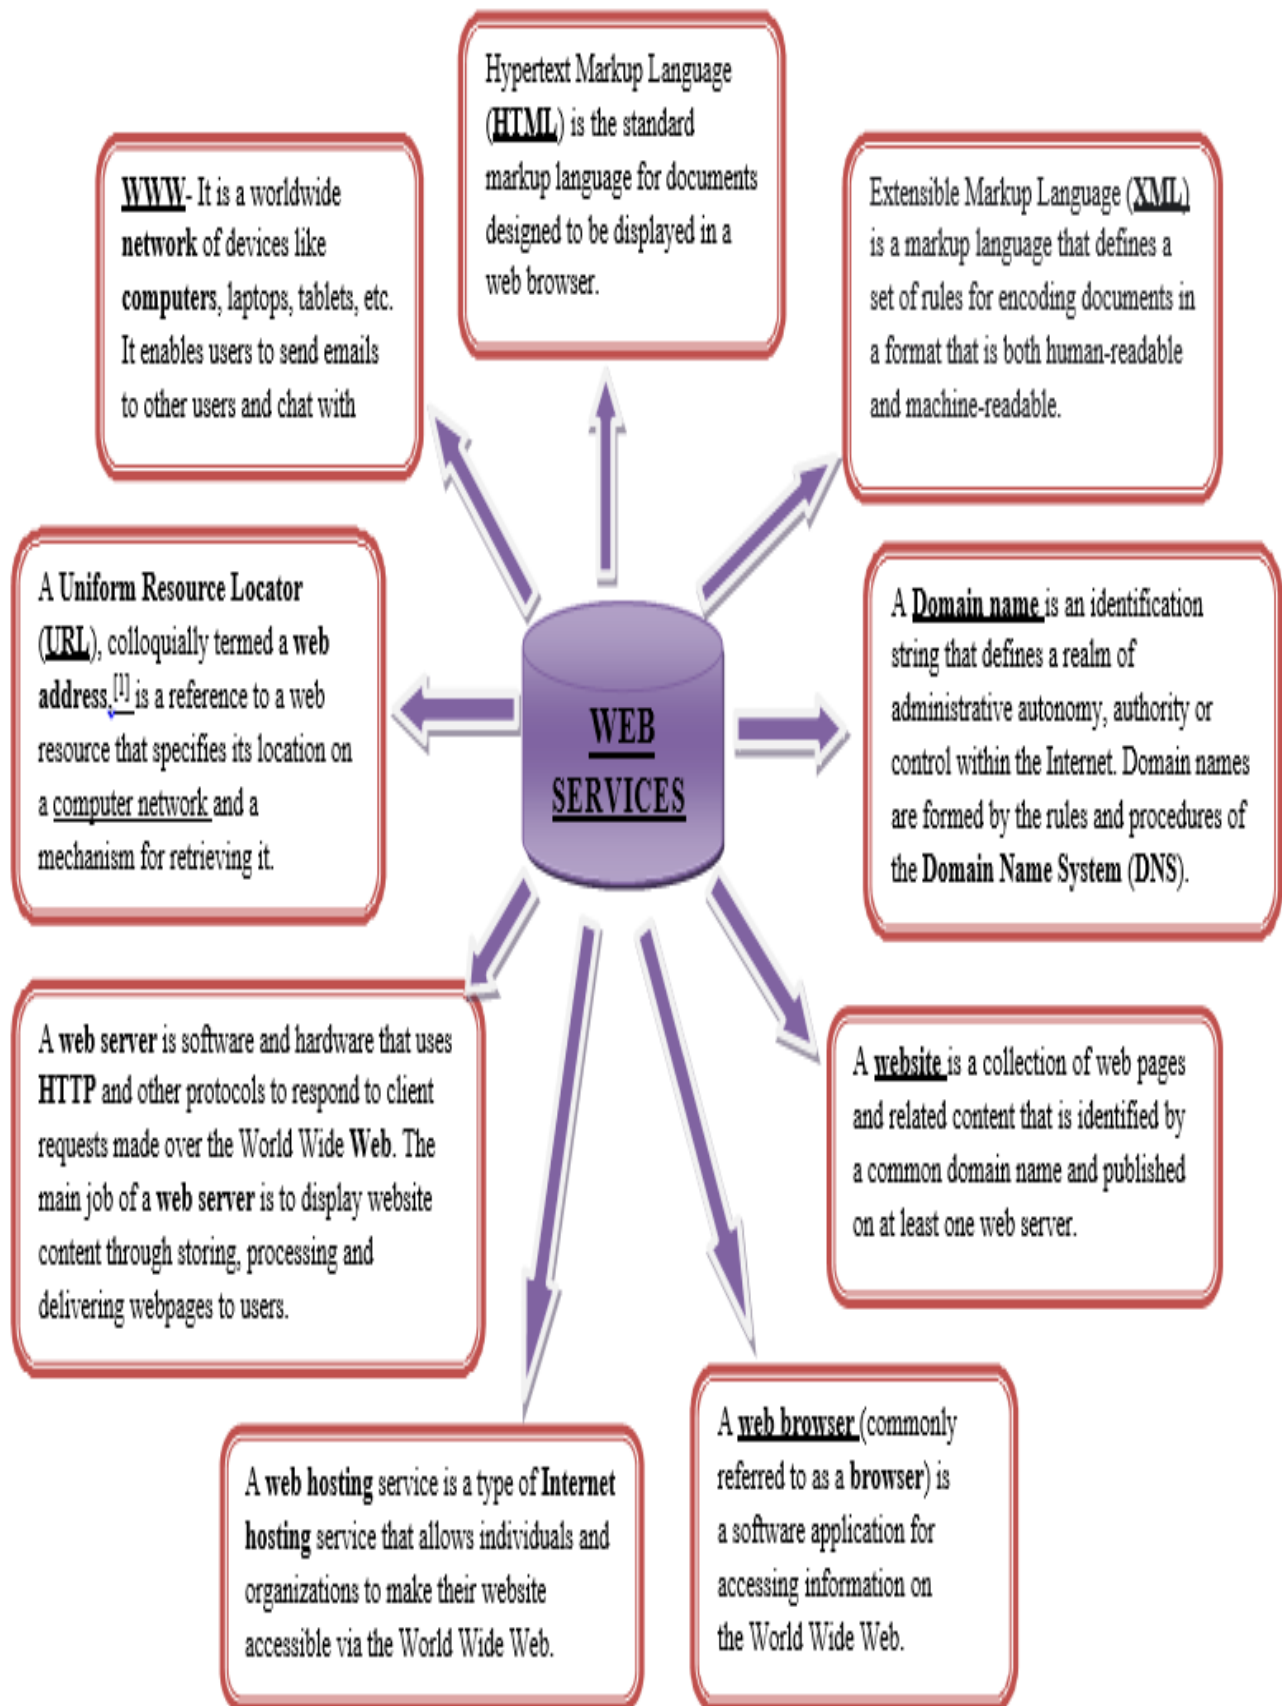 Hypertext Markup Language
(HTML) is the standard
markup language for documents
designed to be displayed in a
web browser.
WWW- It is a worldwide
network of devices like
computers, laptops, tablets, etc.
It enables users to send emails
to other users and chat with
Extensible Markup Language (XML)
is a markup language that defines a
set of rules for encoding documents in
a format that is both human-readable
and machine-readable.
A Uniform Resource Locator
(URL), colloquially termed a web
address,[1] is a reference to a web
resource that specifies its location on
a computer network and a
mechanism for retrieving it.
WEB
SERVICES
A Domain name is an identification
string that defines a realm of
administrative autonomy, authority or
control within the Internet. Domain names
are formed by the rules and procedures of
the Domain Name System (DNS).
A web server is software and hardware that uses
HTTP and other protocols to respond to client
requests made over the World Wide Web. The
main job of a web server is to display website
content through storing, processing and
delivering webpages to users.
A website is a collection of web pages
and related content that is identified by
a common domain name and published
on at least one web server.
A web hosting service is a type of Internet
hosting service that allows individuals and
organizations to make their website
accessible via the World Wide Web.
A web browser (commonly
referred to as a browser) is
a software application for
accessing information on
the World Wide Web.